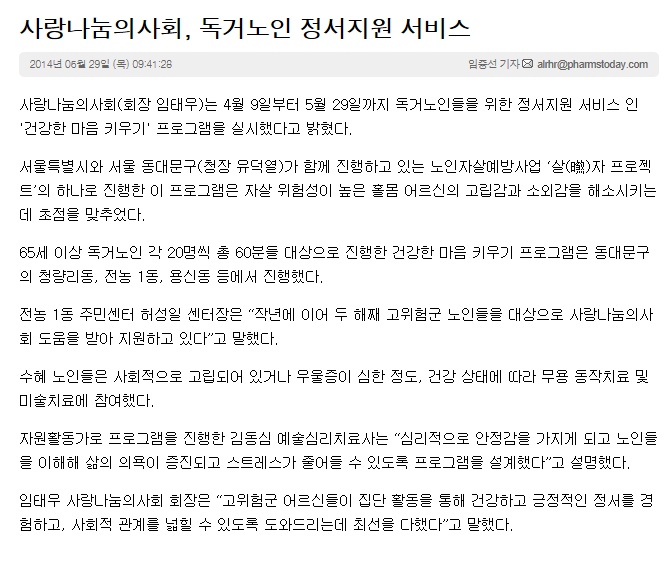 사랑나눔의사회, 독거노인 정서지원 서비스
2014년 06월 29일 (목) 09:41:28 임중선 기자 alrhr@pharmstoday.com
사랑나눔의사회(회장 임태우)는 4월 9일부터 5월 29일까지 독거노인들을 위한 정서지원 서비스 인
'건강한 마음 키우기' 프로그램을 실시했다고 밝혔다.
서울특별시와 서울 동대문구(청장 유덕열)가 함께 진행하고 있는 노인자살예방사업 ‘살( )자 프로젝
트’의 하나로 진행한 이 프로그램은 자살 위험성이 높은 홀몸 어르신의 고립감과 소외감을 해소시키는
데 초점을 맞추었다.
65세 이상 독거노인 각 20명씩 총 60분들 대상으로 진행한 건강한 마음 키우기 프로그램은 동대문구
의 청량리동, 전농 1동, 용신동 등에서 진행했다.
전농 1동 주민센터 허성일 센터장은 “작년에 이어 두 해째 고위험군 노인들을 대상으로 사랑나눔의사
회 도움을 받아 지원하고 있다”고 말했다.
수혜 노인들은 사회적으로 고립되어 있거나 우울증이 심한 정도, 건강 상태에 따라 무용 동작치료 및
미술치료에 참여했다.
자원활동가로 프로그램을 진행한 김동심 예술심리치료사는 “심리적으로 안정감을 가지게 되고 노인들
을 이해해 삶의 의욕이 증진되고 스트레스가 줄어들 수 있도록 프로그램을 설계했다”고 설명했다.
임태우 사랑나눔의사회 회장은 “고위험군 어르신들이 집단 활동을 통해 건강하고 긍정적인 정서를 경
험하고, 사회적 관계를 넓힐 수 있도록 도와드리는데 최선을 다했다”고 말했다.